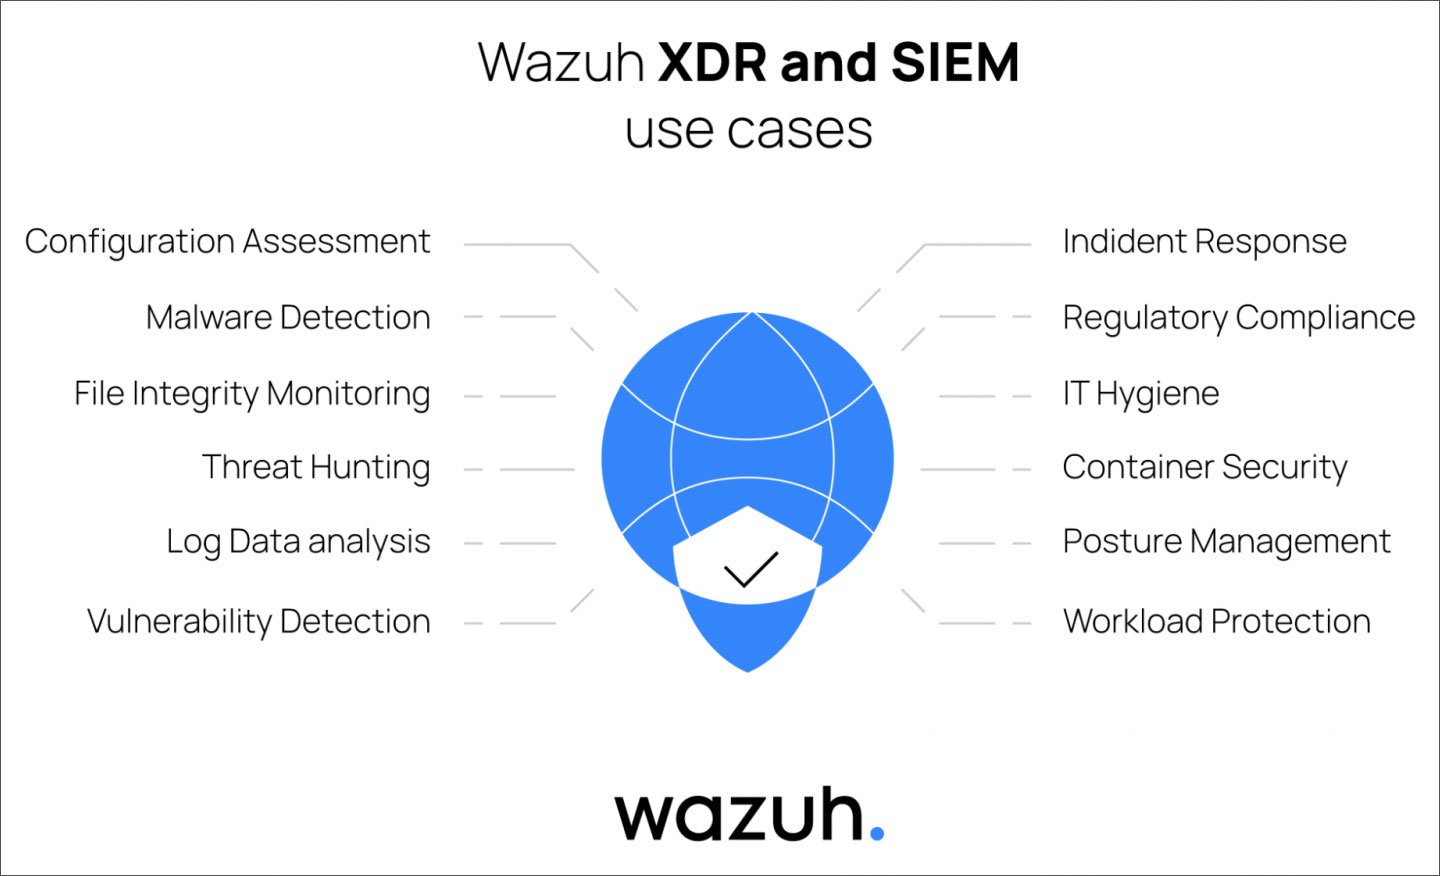 Wazuh XDR and SIEM
use cases
Configuration Assessment
Malware Detection
File Integrity Monitoring
Threat Hunting
Log Data analysis
Vulnerability Detection
Indident Response
Regulatory Compliance
IT Hygiene
Container Security
Posture Management
Workload Protection
wazuh.